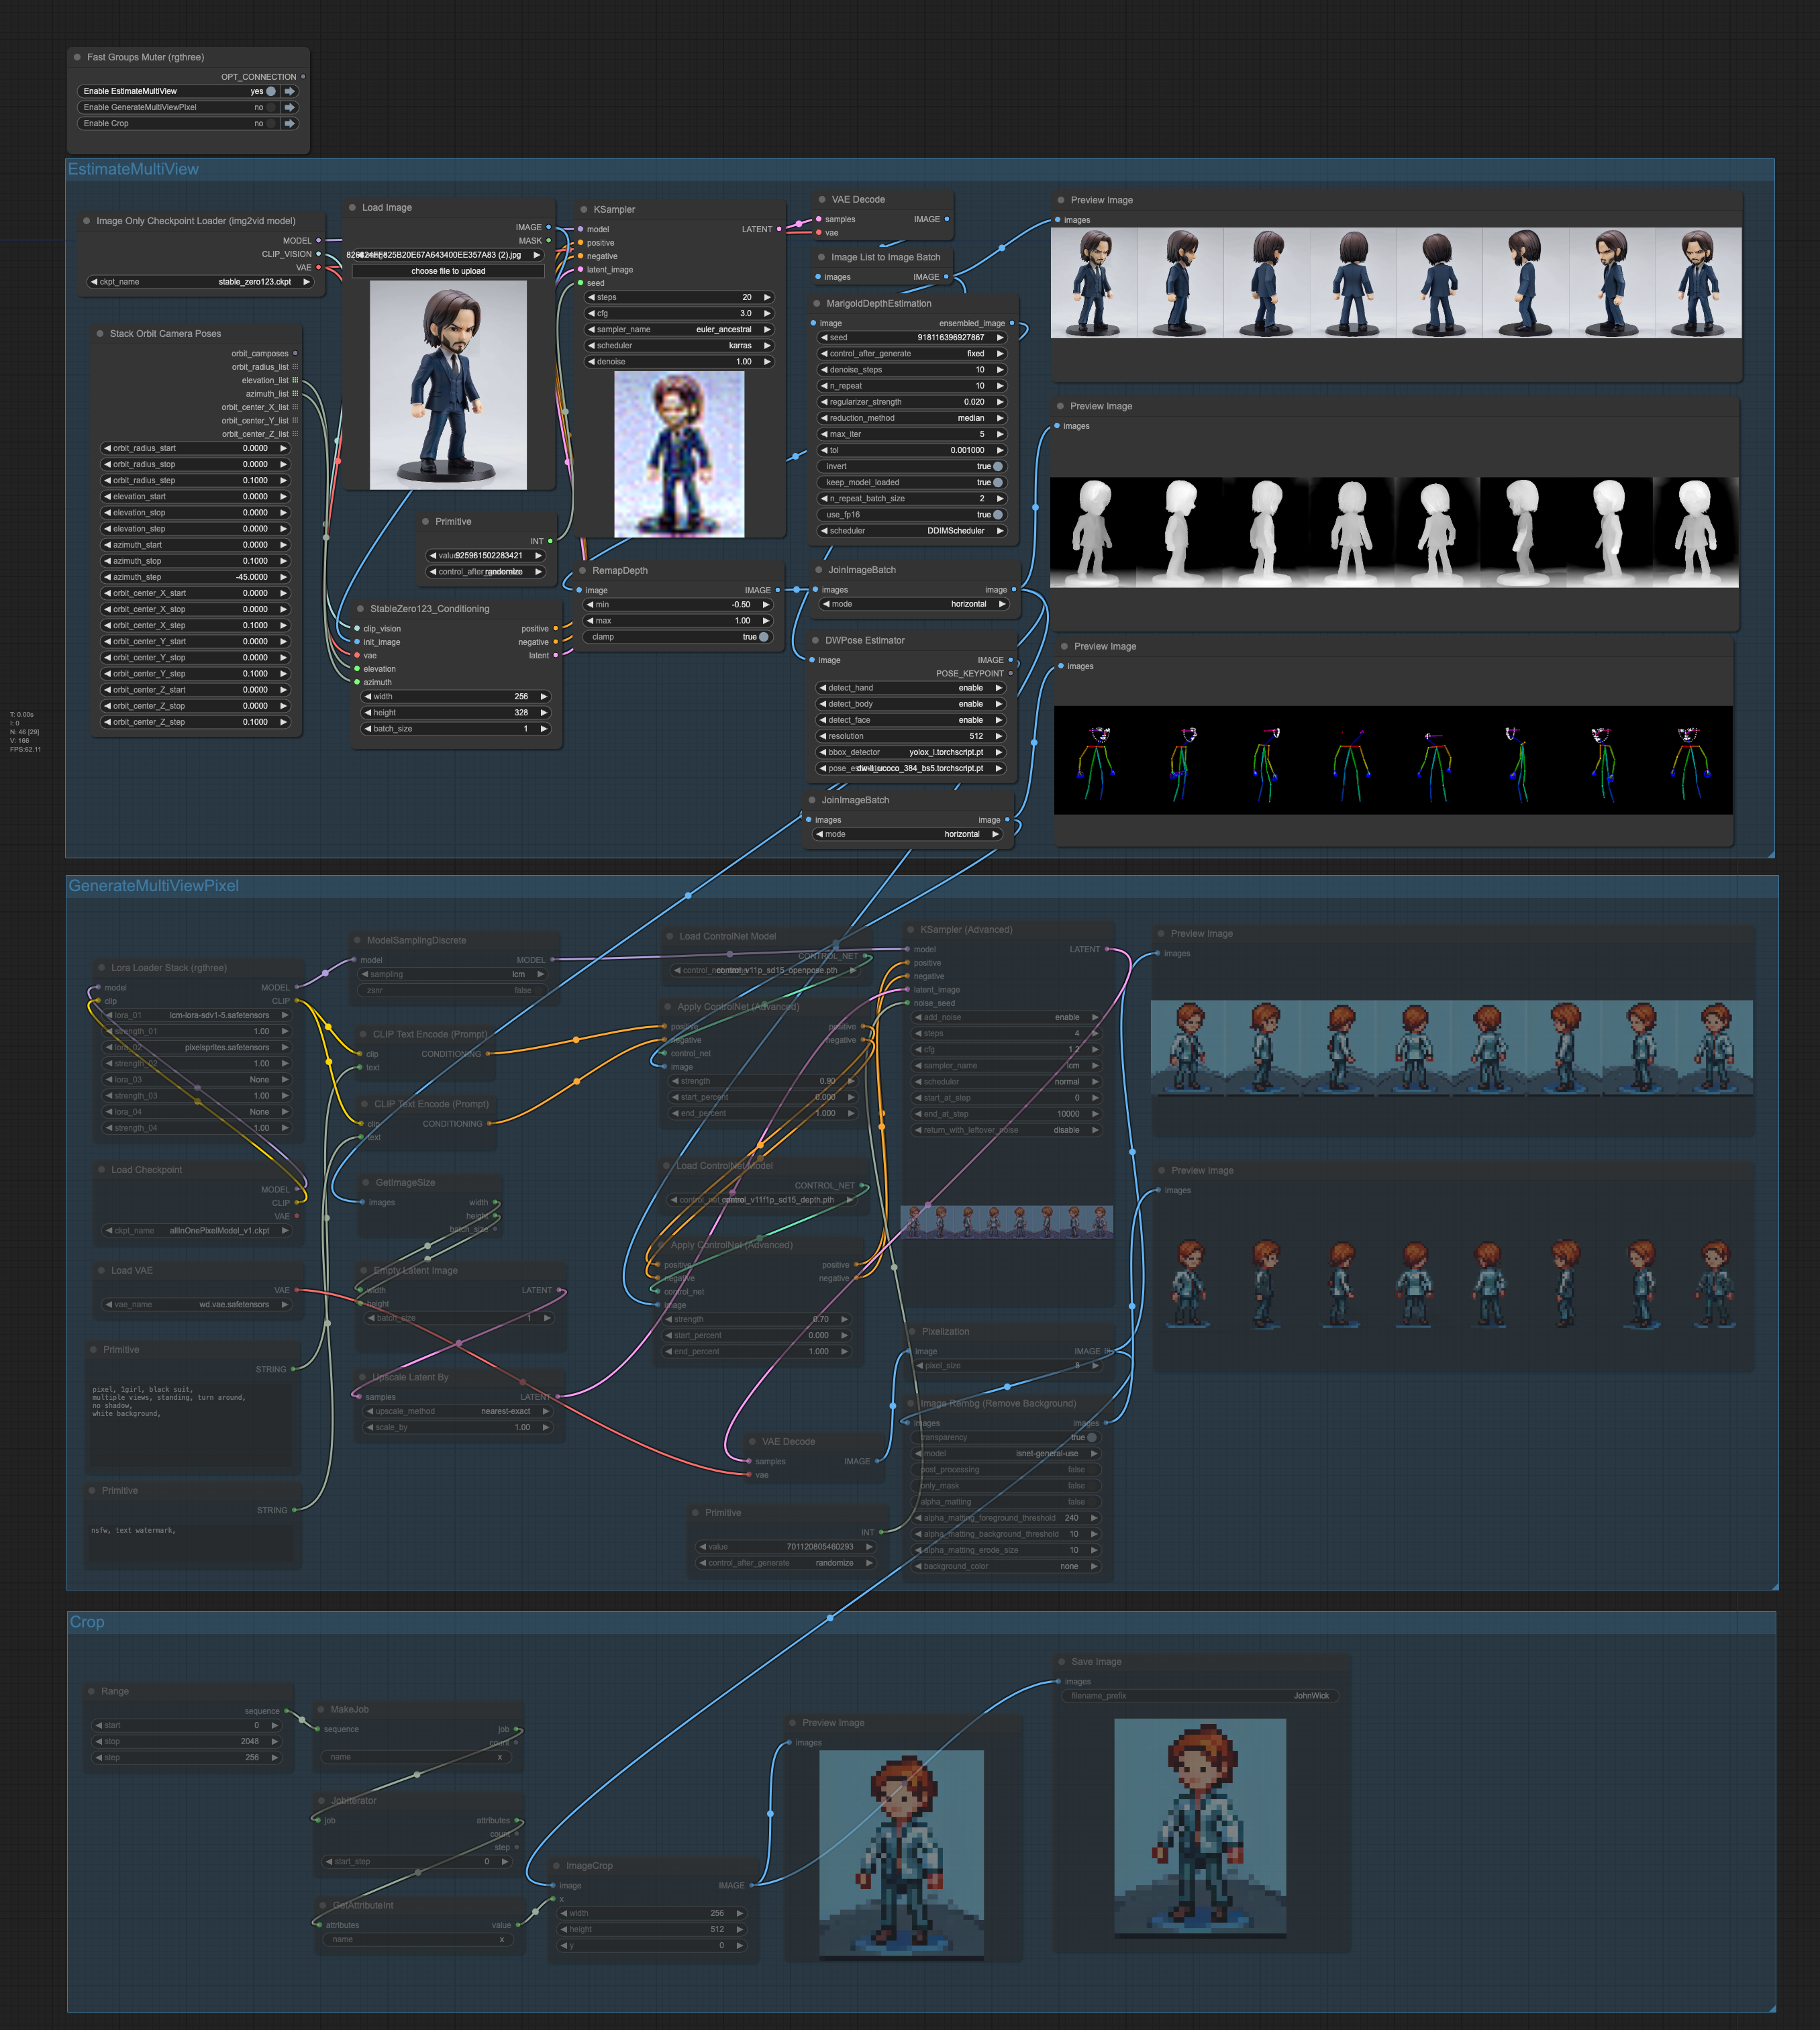 Fast Groups Muter (rgthree)
OPT_CONNECTION
Enable EstimateMultiView yes
Enable GenerateMultiViewPixel no
Enable Crop no
EstimateMultiView
Image Only Checkpoint Loader (img2vid model)
MODEL
CLIP_VISION
VAE
ckpt_name stable_zero123.ckpt
Stack Orbit Camera Poses
orbit_camposes
orbit_radius_list
elevation_list
azimuth_list
orbit_center_X_list
orbit_center_Y_list
orbit_center_Z_list
orbit_radius_start 0.0000
orbit_radius_stop 0.0000
orbit_radius_step 0.1000
elevation_start 0.0000
elevation_stop 0.0000
elevation_step 0.0000
azimuth_start 0.0000
azimuth_stop 0.1000
azimuth_step -45.0000
orbit_center_X_start 0.0000
orbit_center_X_stop 0.0000
orbit_center_X_step 0.1000
orbit_center_Y_start 0.0000
orbit_center_Y_stop 0.0000
orbit_center_Y_step 0.1000
orbit_center_Z_start 0.0000
orbit_center_Z_stop 0.0000
orbit_center_Z_step 0.1000
T: 0.00s
I: 0
N: 46 [29]
V: 166
FPS:62.11
Load Image
IMAGE
MASK
choose file to upload
Primitive
INT
value 925961502283421
randomize
StableZero123_Conditioning
clip_vision positive
init_image negative
vae latent
elevation
azimuth
width 256
height 328
batch_size 1
KSampler
model LATENT
positive
negative
latent_image
seed
steps 20
cfg 3.0
sampler_name euler_ancestral
scheduler karras
denoise 1.00
RemapDepth
image IMAGE
min -0.50
max 1.00
clamp true
VAE Decode
samples IMAGE
vae
Image List to Image Batch
images IMAGE
MarigoldDepthEstimation
image ensembled_image
seed 918116396927867
control_after_generate fixed
denoise_steps 10
n_repeat 10
regularizer_strength 0.020
reduction_method median
max_iter 5
tol 0.001000
invert true
keep_model_loaded true
n_repeat_batch_size 2
use_fp16 true
scheduler DDIMScheduler
JoinImageBatch
images image
mode horizontal
DWPose Estimator
image IMAGE
POSE_KEYPOINT
detect_hand enable
detect_body enable
detect_face enable
resolution 512
bbox_detector yolox_l.torchscript.pt
JoinImageBatch
images image
mode horizontal
Preview Image
images
Preview Image
images
Preview Image
images
GenerateMultiViewPixel
Lora Loader Stack (rgthree)
model MODEL
clip CLIP
lora_01 lcm-lora-sdv1-5.safetensors
strength_01 1.00
lora_02 pixelsprites.safetensors
strength_02 1.00
lora_03 None
strength_03 1.00
lora_04 None
strength_04 1.00
Load Checkpoint
MODEL
CLIP
VAE
ckpt_name allInOnePixelModel_v1.ckpt
Load VAE
VAE
vae_name wd.vae.safetensors
Primitive
STRING
pixel, 1girl, black suit,
multiple views, standing, turn around,
no shadow,
white background,
Primitive
STRING
nsfw, text watermark,
ModelSamplingDiscrete
model MODEL
sampling lcm
zsnr false
CLIP Text Encode (Prompt)
clip CONDITIONING
text
CLIP Text Encode (Prompt)
clip CONDITIONING
text
GetImageSize
images width
height
batch_size
Empty Latent Image
width LATENT
height
batch_size 1
Upscale Latent By
samples LATENT
upscale_method nearest-exact
scale_by 1.00
Load ControlNet Model
CONTROL_NET
control_v11p_sd15_openpose.pth
Apply ControlNet (Advanced)
positive positive
negative negative
control_net
image
strength 0.90
start_percent 0.000
end_percent 1.000
Load ControlNet Model
CONTROL_NET
control_v11f1p_sd15_depth.pth
Apply ControlNet (Advanced)
positive positive
negative negative
control_net
image
strength 0.70
start_percent 0.000
end_percent 1.000
VAE Decode
samples IMAGE
vae
Primitive
INT
value 701120805460293
control_after_generate randomize
KSampler (Advanced)
model LATENT
positive
negative
latent_image
noise_seed
add_noise enable
steps 4
cfg 1.2
sampler_name lcm
scheduler normal
start_at_step 0
end_at_step 10000
return_with_leftover_noise disable
Pixelization
image IMAGE
pixel_size 8
Image Rembg (Remove Background)
images images
transparency true
model isnet-general-use
post_processing false
only_mask false
alpha_matting false
alpha_matting_foreground_threshold 240
alpha_matting_background_threshold 10
alpha_matting_erode_size 10
background_color none
Preview Image
images
Preview Image
images
Crop
Range
sequence
start 0
stop 2048
step 256
MakeJob
sequence job
count
name x
JobIterator
job attributes
count
step
start_step 0
GetAttributeInt
attributes value
name x
ImageCrop
image IMAGE
x
width 256
height 512
y 0
Preview Image
images
Save Image
images
filename_prefix JohnWick